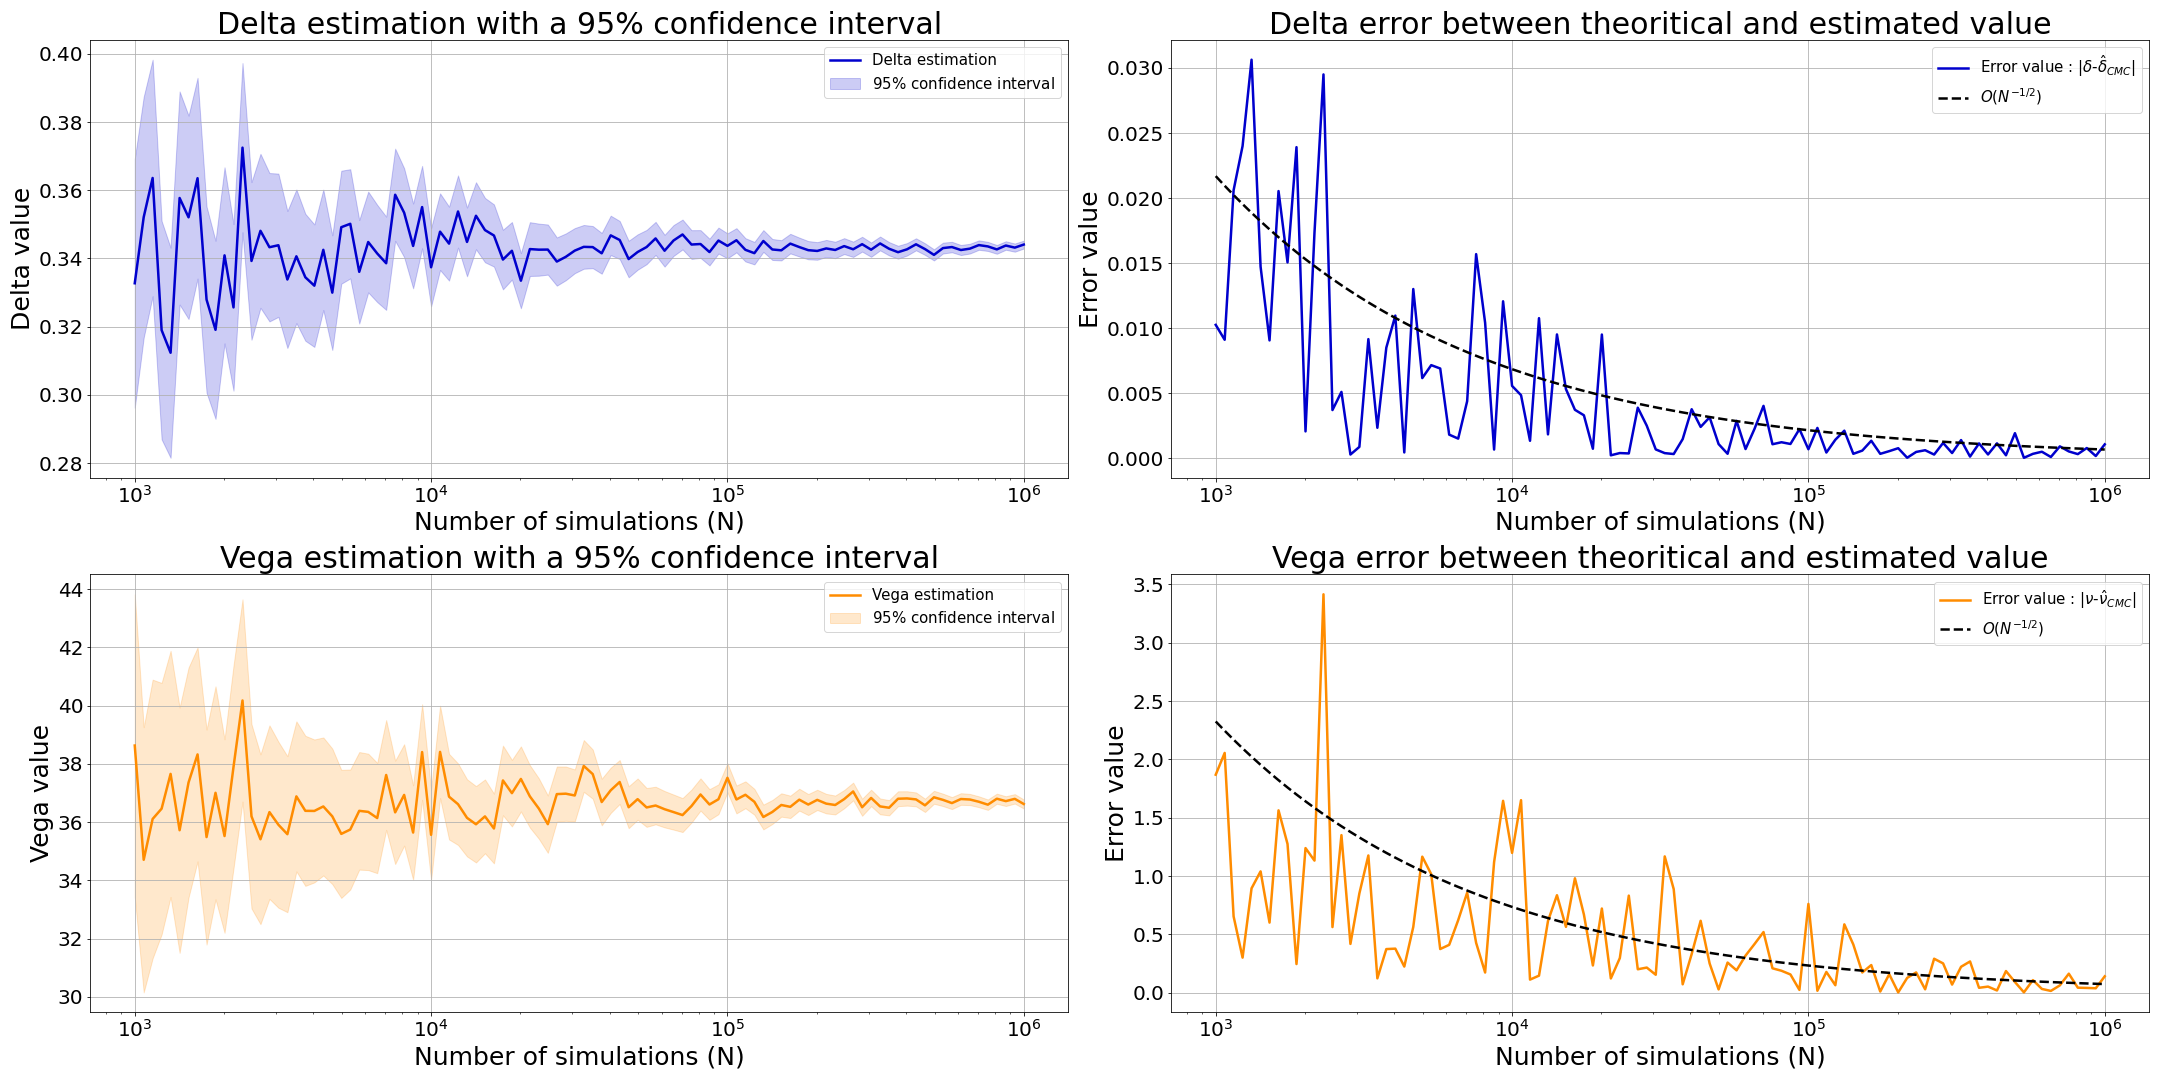 Delta estimation with a 95% confidence interval
Delta value
0.40
0.38
0.36
0.34
0.32
0.30
0.28
Delta estimation
95% confidence interval
10³
10⁴
10⁵
10⁶
Number of simulations (N)
Delta error between theoritical and estimated value
Error value
0.030
0.025
0.020
0.015
0.010
0.005
0.000
Error value : |δ-δ̂_CMC|
O(N⁻¹/²)
10³
10⁴
10⁵
10⁶
Number of simulations (N)
Vega estimation with a 95% confidence interval
Vega value
44
42
40
38
36
34
32
30
Vega estimation
95% confidence interval
10³
10⁴
10⁵
10⁶
Number of simulations (N)
Vega error between theoritical and estimated value
Error value
3.5
3.0
2.5
2.0
1.5
1.0
0.5
0.0
Error value : |ν-ν̂_CMC|
O(N⁻¹/²)
10³
10⁴
10⁵
10⁶
Number of simulations (N)